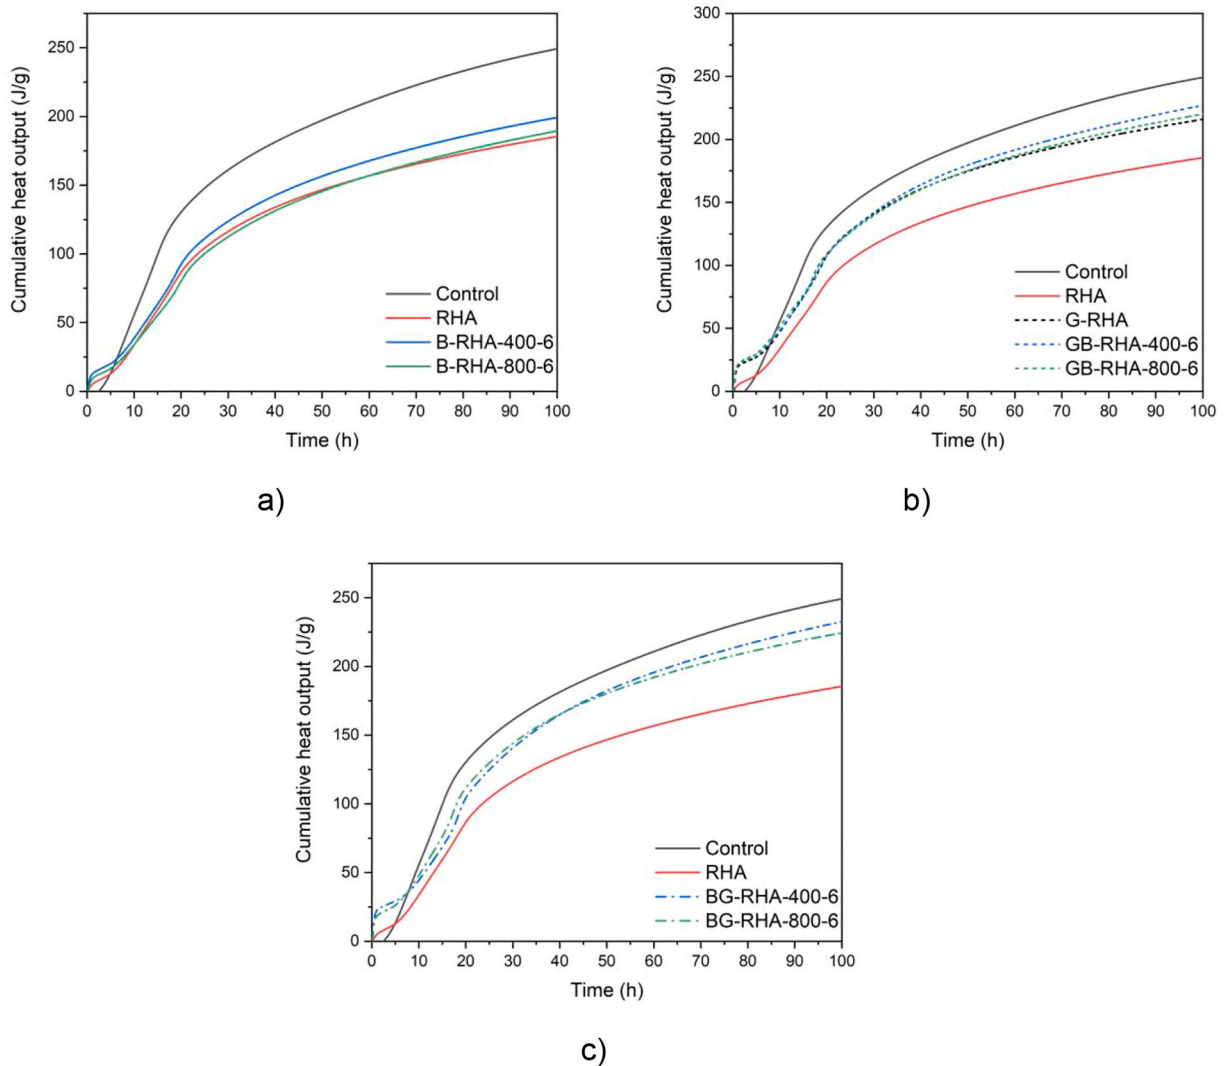 Cumulative heat output (J/g)
250
200
150
100
50
0
Control
RHA
B-RHA-400-6
B-RHA-800-6
0 10 20 30 40 50 60 70 80 90 100
Time (h)
a)
Cumulative heat output (J/g)
300
250
200
150
100
50
0
Control
RHA
G-RHA
GB-RHA-400-6
GB-RHA-800-6
0 10 20 30 40 50 60 70 80 90 100
Time (h)
b)
Cumulative heat output (J/g)
250
200
150
100
50
0
Control
RHA
BG-RHA-400-6
BG-RHA-800-6
0 10 20 30 40 50 60 70 80 90 100
Time (h)
c)